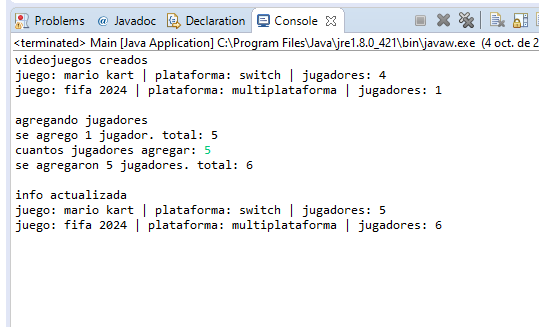 Problems @ Javadoc Declaration Console
<terminated> Main [Java Application] C:\Program Files\Java\jre1.8.0_421\bin\javaw.exe (4 oct. de 2
videojuegos creados
juego: mario kart | plataforma: switch | jugadores: 4
juego: fifa 2024 | plataforma: multiplataforma | jugadores: 1
agregando jugadores
se agrego 1 jugador. total: 5
cuantos jugadores agregar: 5
se agregaron 5 jugadores. total: 6
info actualizada
juego: mario kart | plataforma: switch | jugadores: 5
juego: fifa 2024 | plataforma: multiplataforma | jugadores: 6